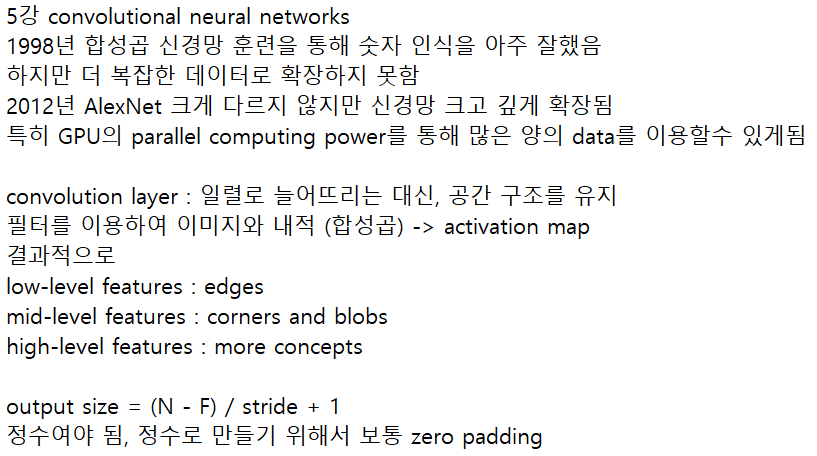 5강 convolutional neural networks
1998년 합성곱 신경망 훈련을 통해 숫자 인식을 아주 잘했음
하지만 더 복잡한 데이터로 확장하지 못함
2012년 AlexNet 크게 다르지 않지만 신경망 크고 깊게 확장됨
특히 GPU의 parallel computing power를 통해 많은 양의 data를 이용할수 있게됨
convolution layer : 일렬로 늘어뜨리는 대신, 공간 구조를 유지
필터를 이용하여 이미지와 내적 (합성곱) -> activation map
결과적으로
low-level features : edges
mid-level features : corners and blobs
high-level features : more concepts
output size = (N - F) / stride + 1
정수여야 됨, 정수로 만들기 위해서 보통 zero padding